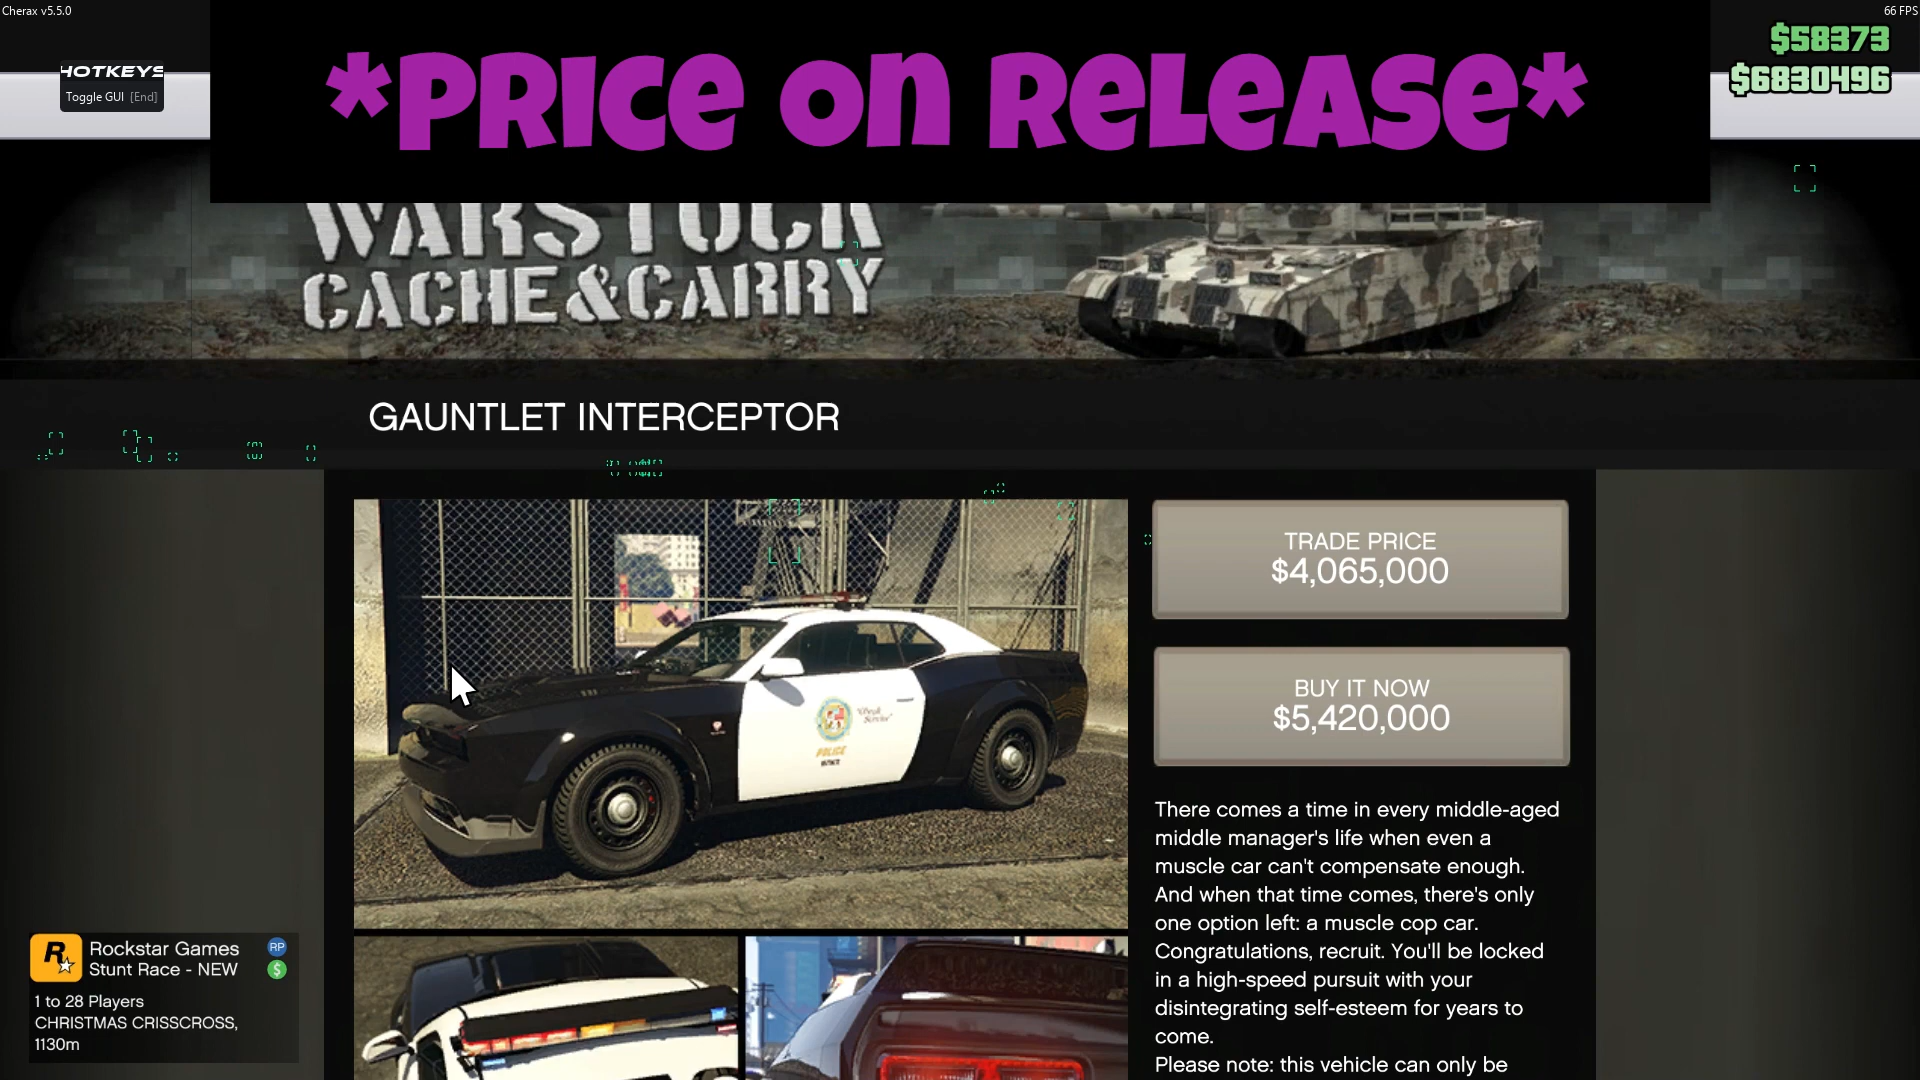 Cherax v5.5.0
66 FPS
*PRICE ON RELEASE*
$58373
$6830496
HOTKEYS
Toggle GUI [End]
WARSTOCK
CACHE & CARRY
GAUNTLET INTERCEPTOR
TRADE PRICE
$4,065,000
BUY IT NOW
$5,420,000
POLICE
There comes a time in every middle-aged
middle manager's life when even a
muscle car can't compensate enough.
And when that time comes, there's only
one option left: a muscle cop car.
Congratulations, recruit. You'll be locked
in a high-speed pursuit with your
disintegrating self-esteem for years to
come.
Please note: this vehicle can only be
R
Rockstar Games
RP
Stunt Race - NEW
$
1 to 28 Players
CHRISTMAS CRISSCROSS,
1130m